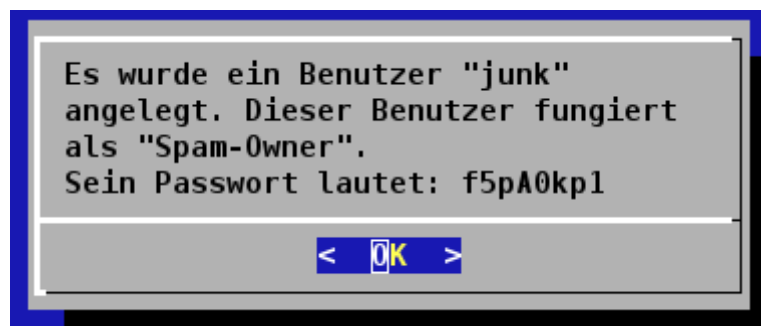 Es wurde ein Benutzer "junk"
angelegt. Dieser Benutzer fungiert
als "Spam-Owner".
Sein Passwort lautet: f5pA0kp1
<  OK  >